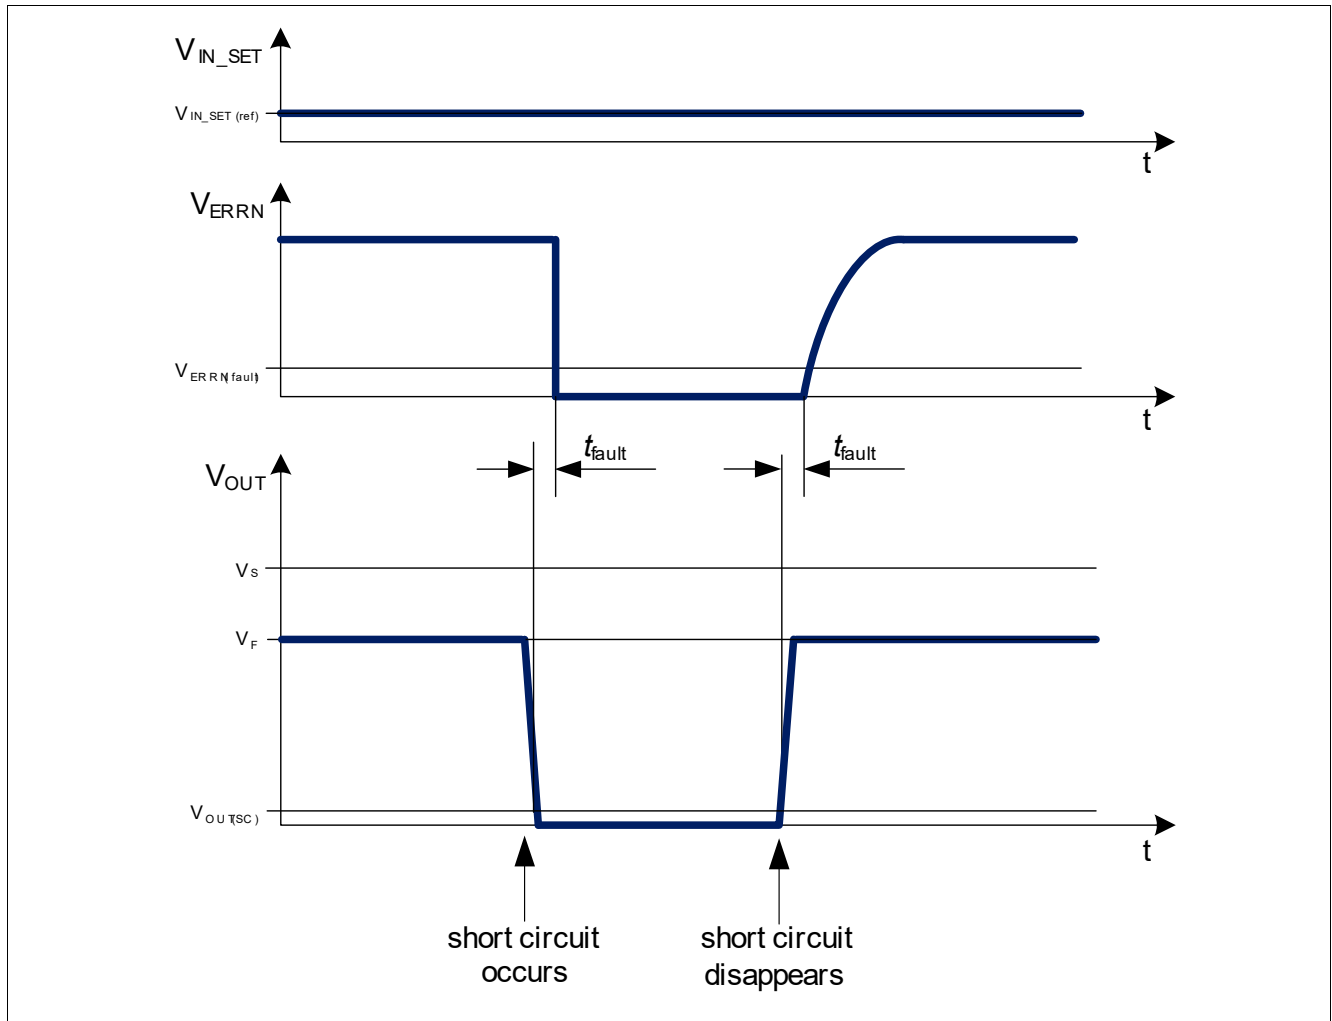 VIN_SET
VIN_SET (ref)
t
VERRN
VERRN(fault)
t
tfault tfault
VOUT
VS
VF
VOUT(SC)
t
short circuit
occurs
short circuit
disappears